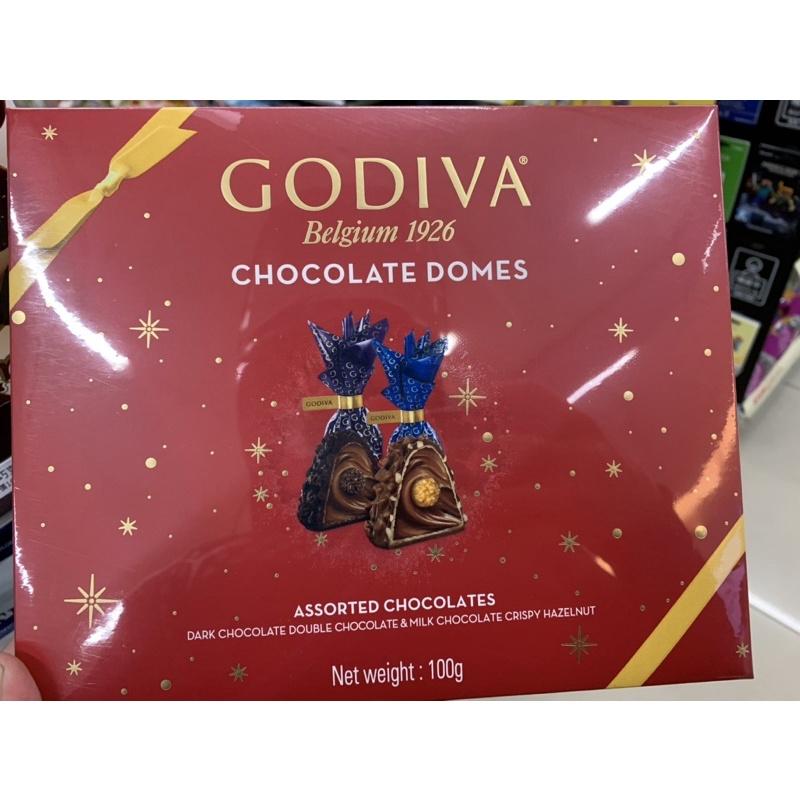 GODIVA®
Belgium 1926
CHOCOLATE DOMES
GODIVA
GODIVA
ASSORTED CHOCOLATES
DARK CHOCOLATE DOUBLE CHOCOLATE & MILK CHOCOLATE CRISPY HAZELNUT
Net weight : 100g